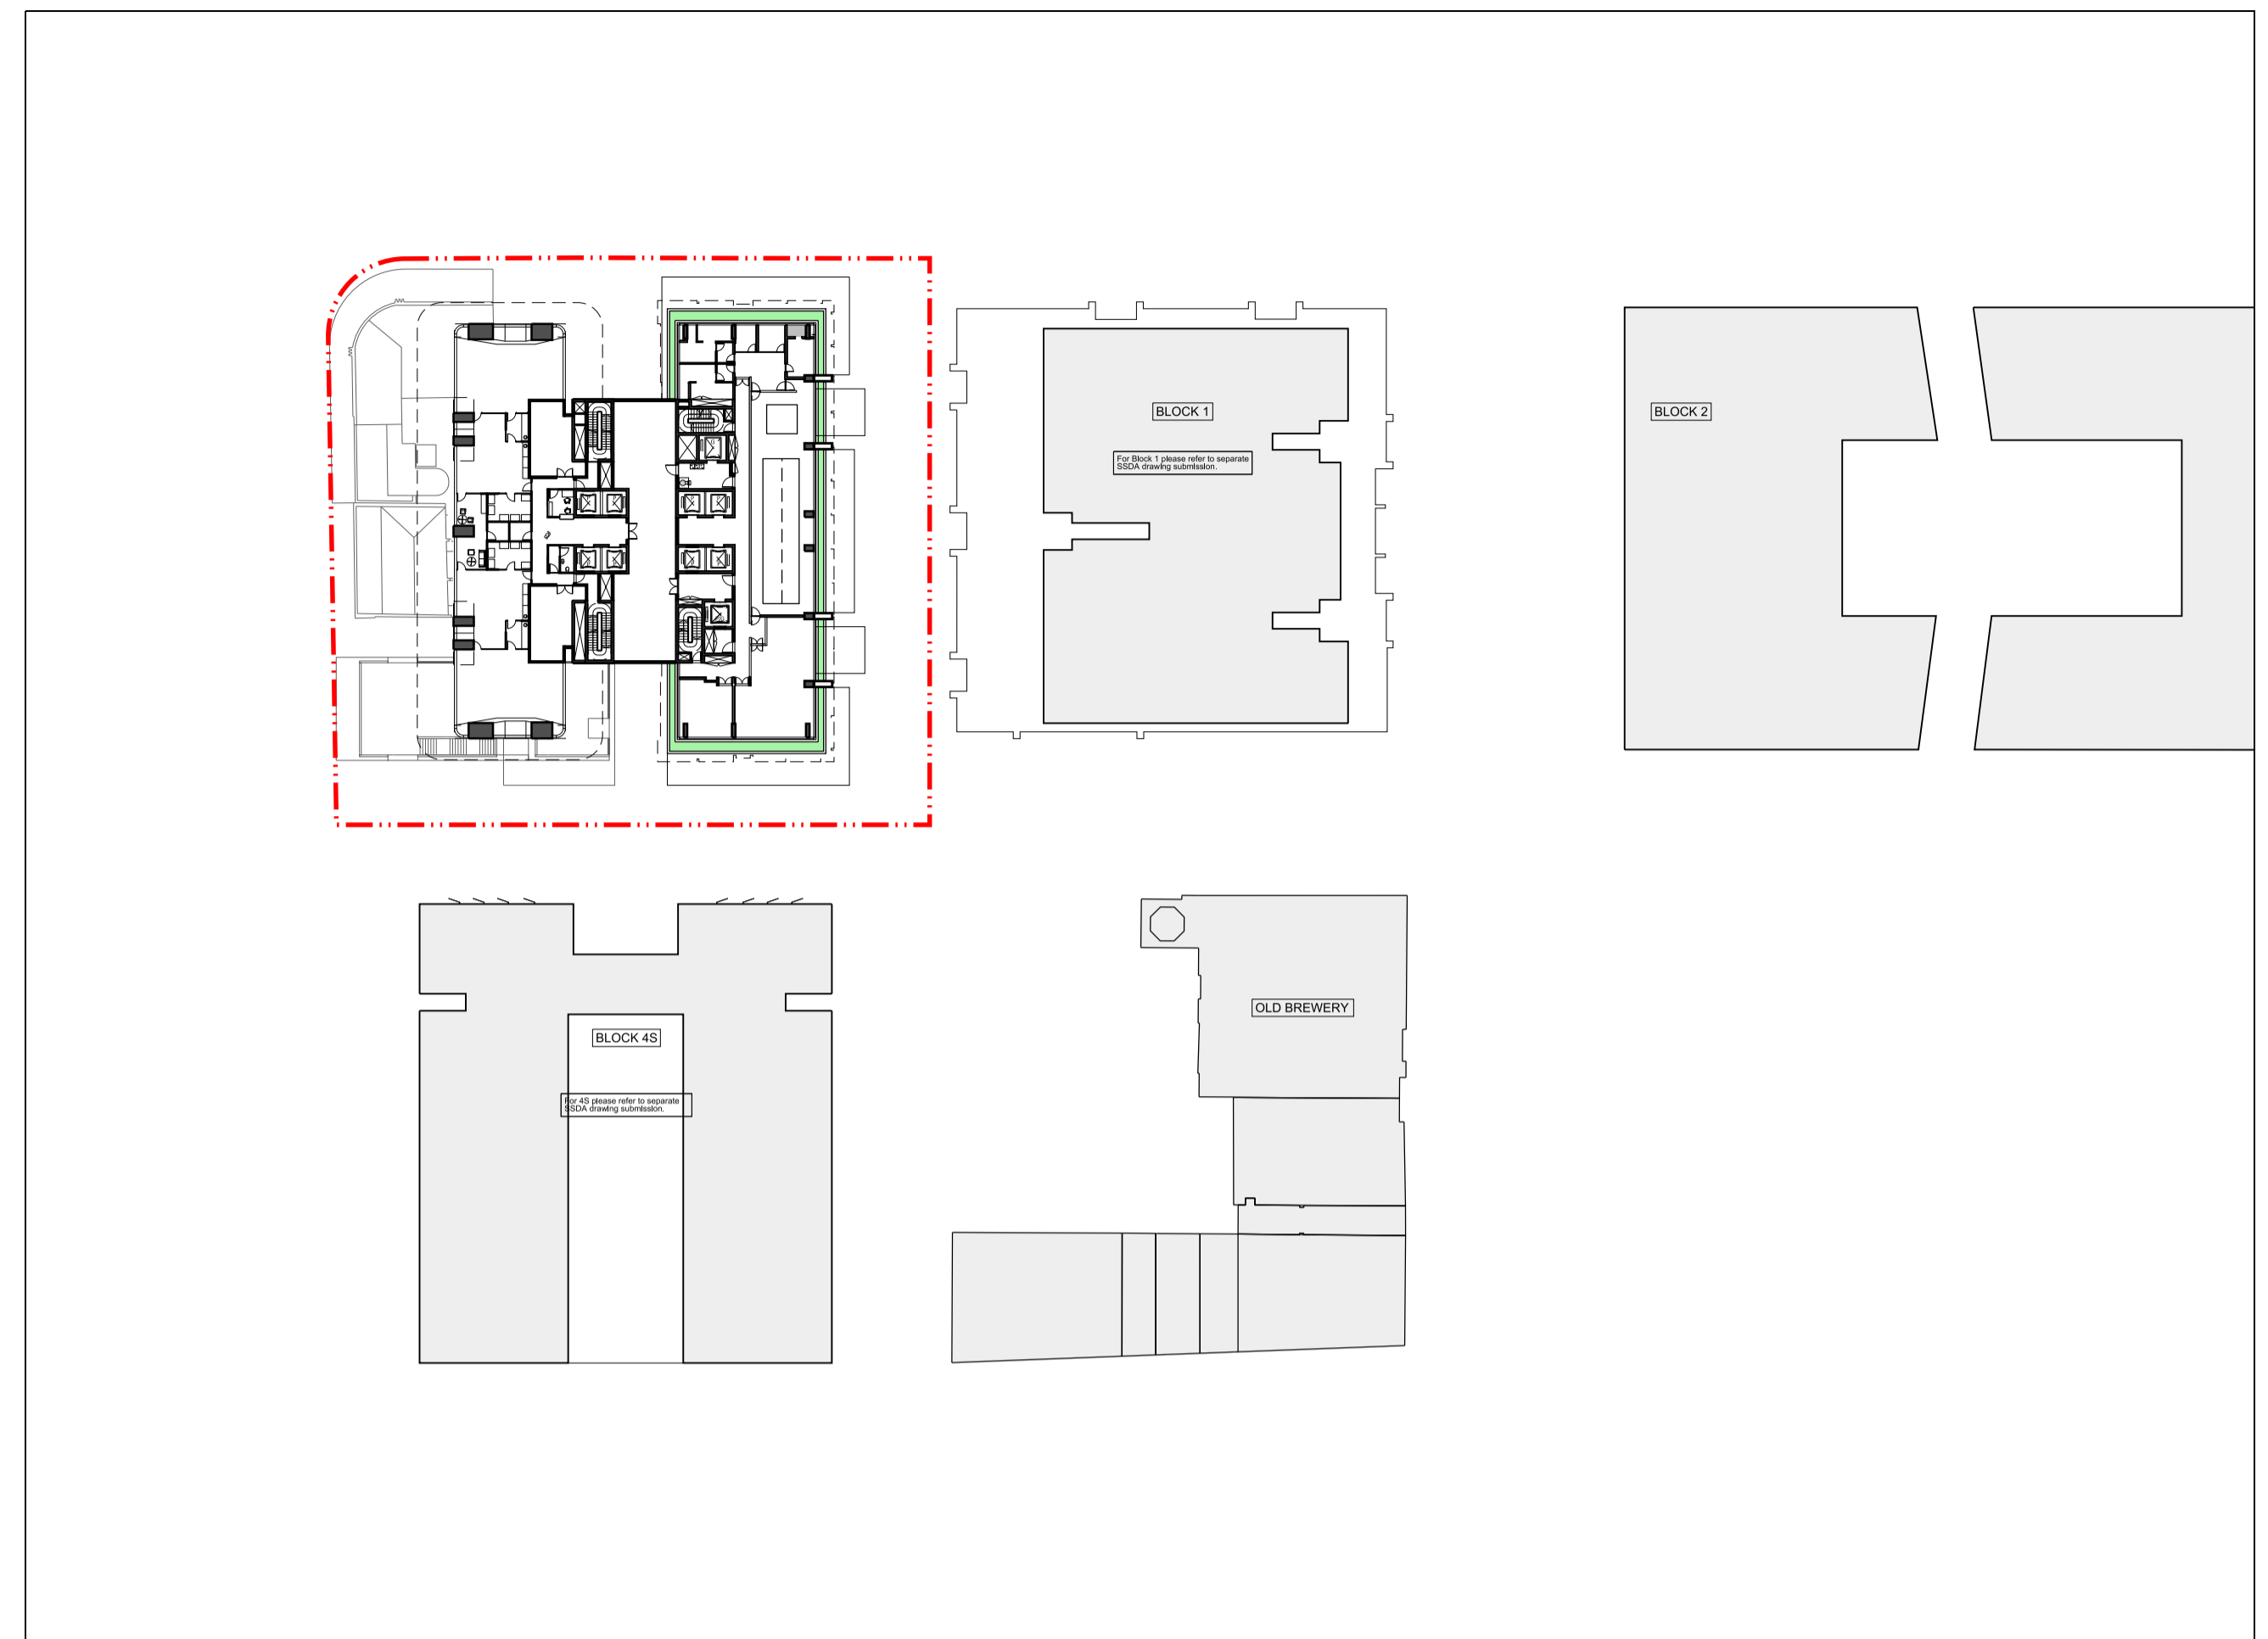 BLOCK 1
BLOCK 2
For Block 1 please refer to separate
SSDA drawing submission.
OLD BREWERY
BLOCK 4S
For 4S please refer to separate
SSDA drawing submission.